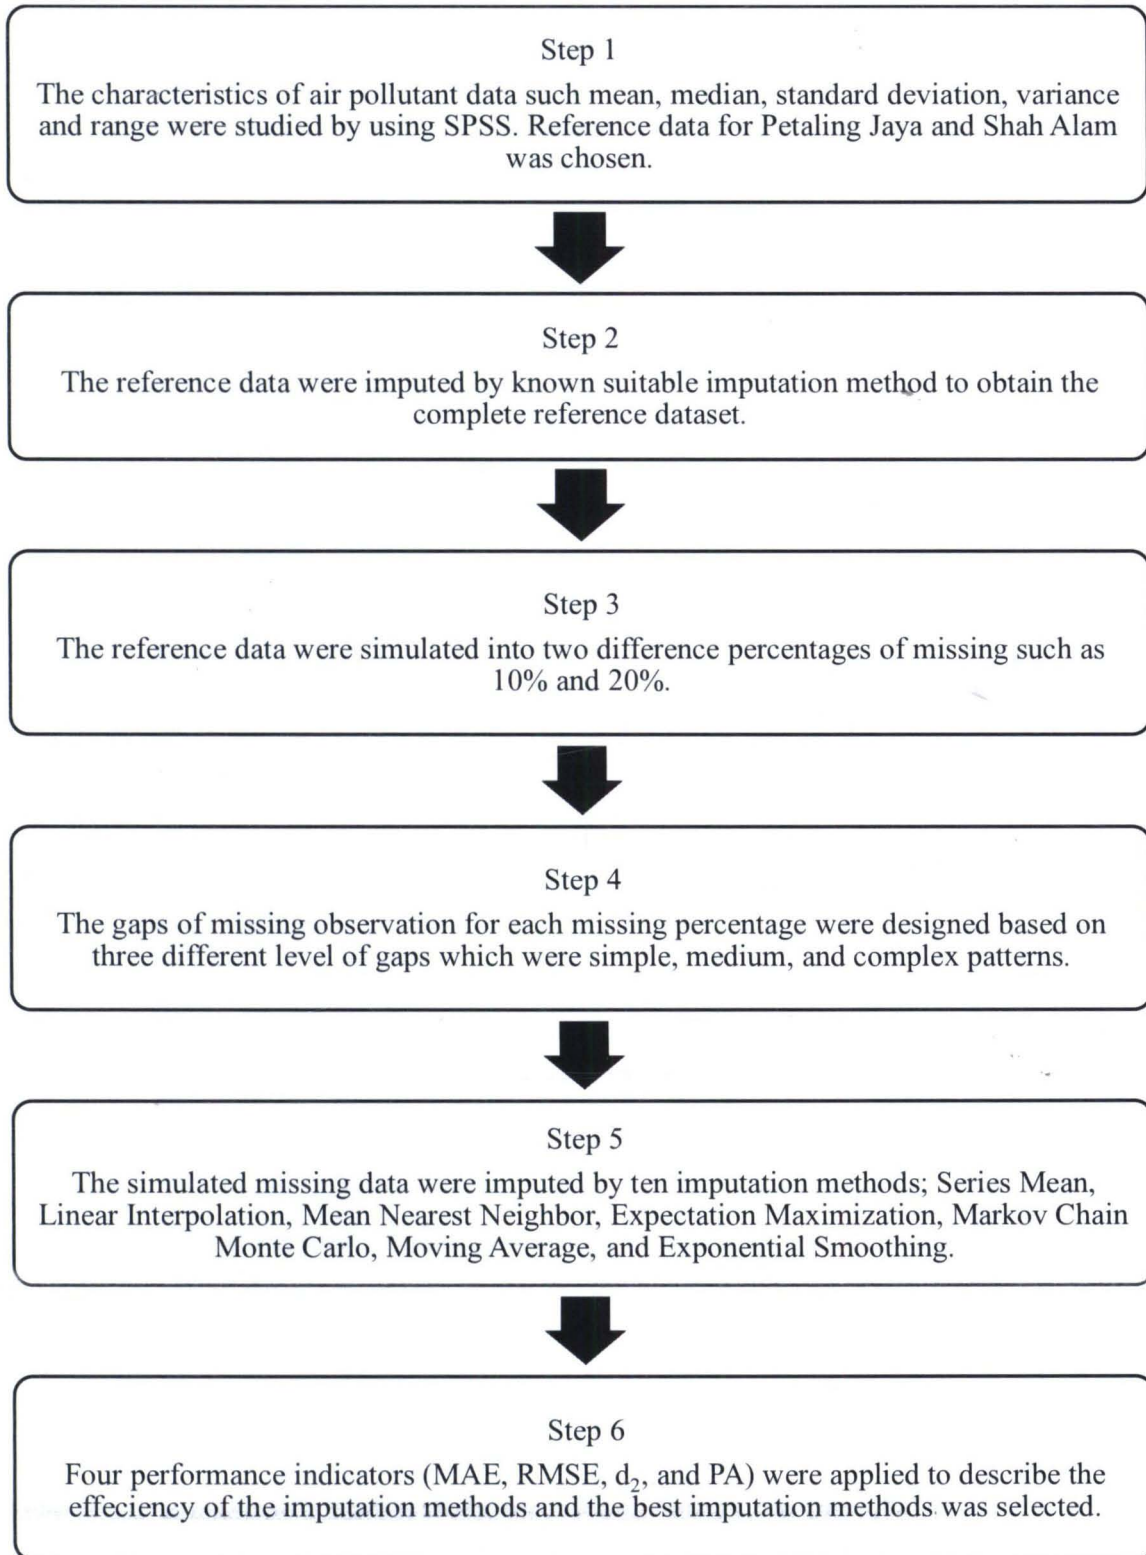 Step 1
The characteristics of air pollutant data such mean, median, standard deviation, variance
and range were studied by using SPSS. Reference data for Petaling Jaya and Shah Alam
was chosen.
Step 2
The reference data were imputed by known suitable imputation method to obtain the
complete reference dataset.
Step 3
The reference data were simulated into two difference percentages of missing such as
10% and 20%.
Step 4
The gaps of missing observation for each missing percentage were designed based on
three different level of gaps which were simple, medium, and complex patterns.
Step 5
The simulated missing data were imputed by ten imputation methods; Series Mean,
Linear Interpolation, Mean Nearest Neighbor, Expectation Maximization, Markov Chain
Monte Carlo, Moving Average, and Exponential Smoothing.
Step 6
Four performance indicators (MAE, RMSE, d₂, and PA) were applied to describe the
effeciency of the imputation methods and the best imputation methods was selected.